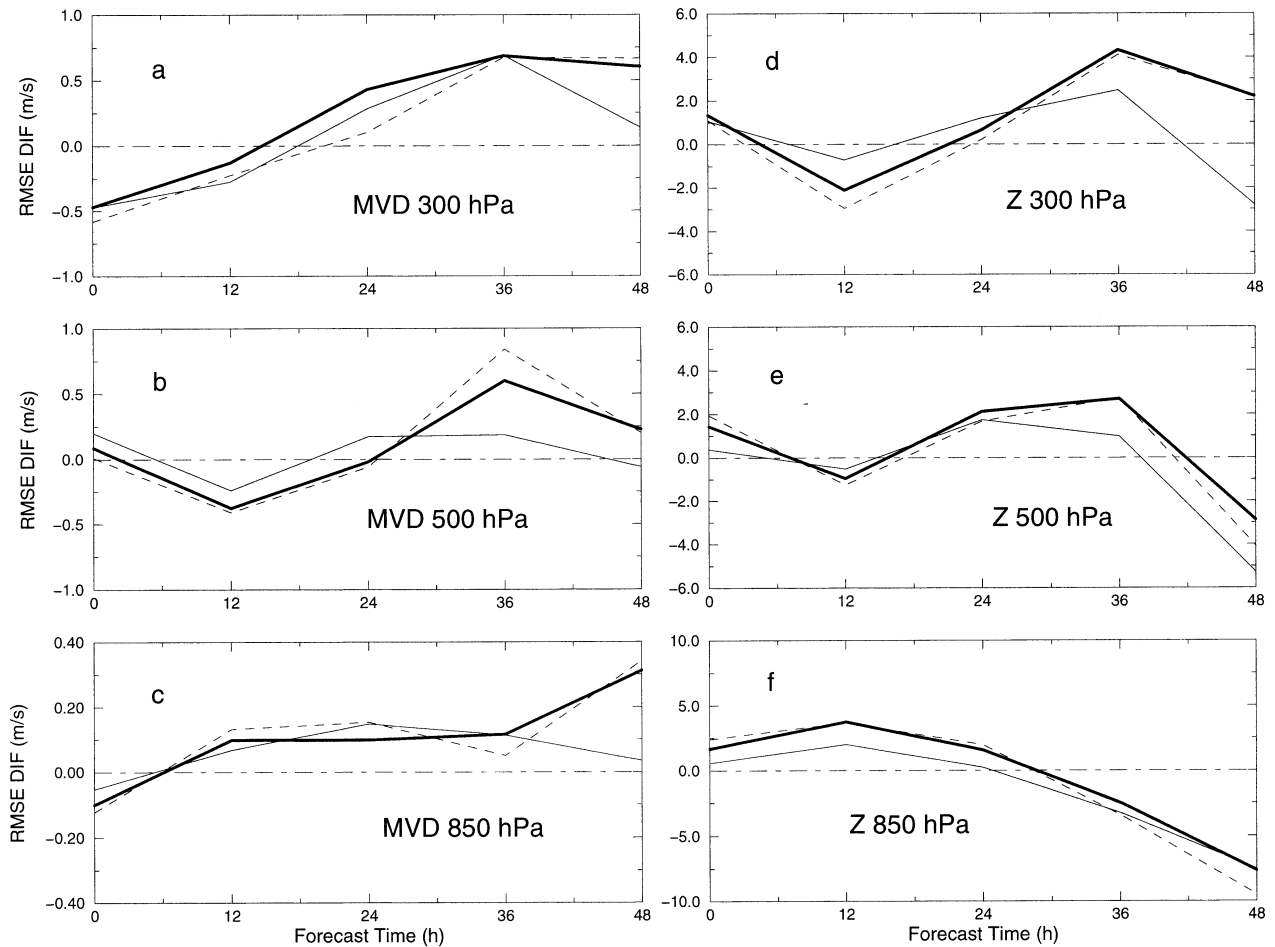 1.0
0.5
0.0
−0.5
−1.0
RMSE DIF (m/s)
a
MVD 300 hPa
0 12 24 36 48
6.0
4.0
2.0
0.0
−2.0
−4.0
−6.0
d
Z 300 hPa
0 12 24 36 48
1.0
0.5
0.0
−0.5
−1.0
RMSE DIF (m/s)
b
MVD 500 hPa
0 12 24 36 48
6.0
4.0
2.0
0.0
−2.0
−4.0
−6.0
e
Z 500 hPa
0 12 24 36 48
0.40
0.20
0.00
−0.20
−0.40
RMSE DIF (m/s)
c
MVD 850 hPa
0 12 24 36 48
Forecast Time (h)
10.0
5.0
0.0
−5.0
−10.0
f
Z 850 hPa
0 12 24 36 48
Forecast Time (h)